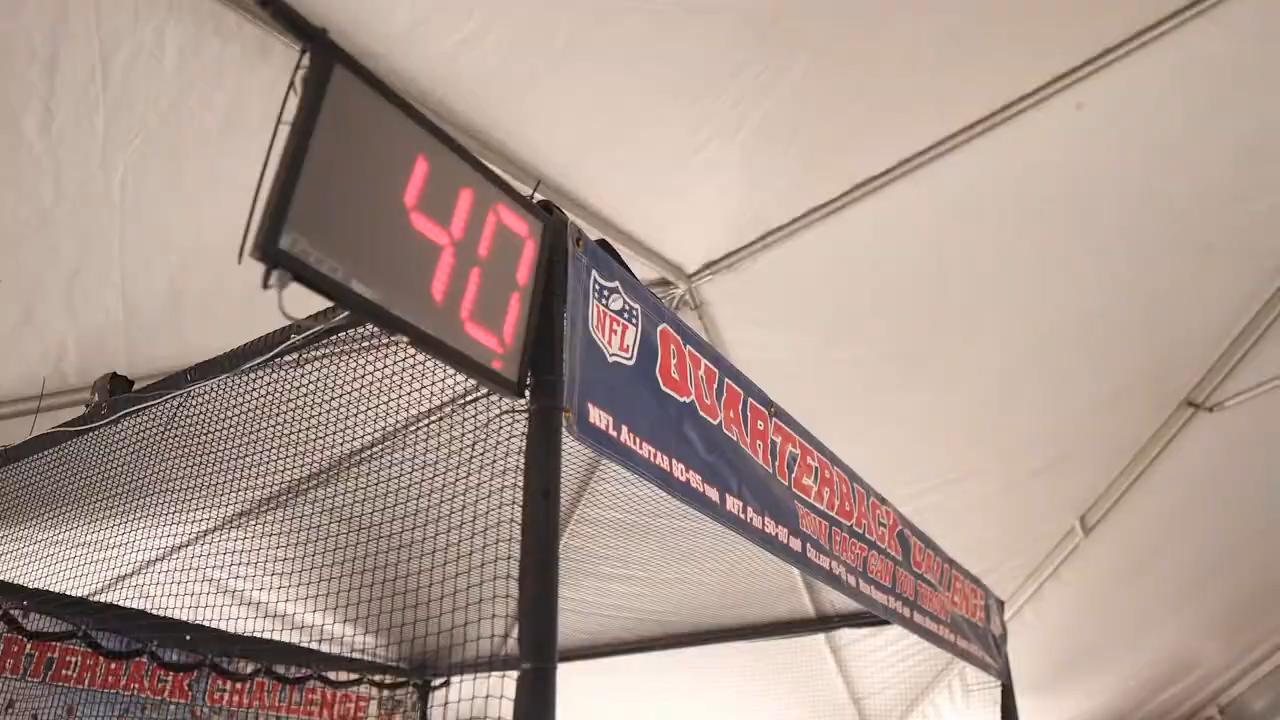 40
NFL
QUARTERBACK CHALLENGE
HOW FAST CAN YOU THROW
NFL ALLSTAR 60-65 mph NFL PRO 50-60 mph COLLEGE
RTERBACK CHALLENGE